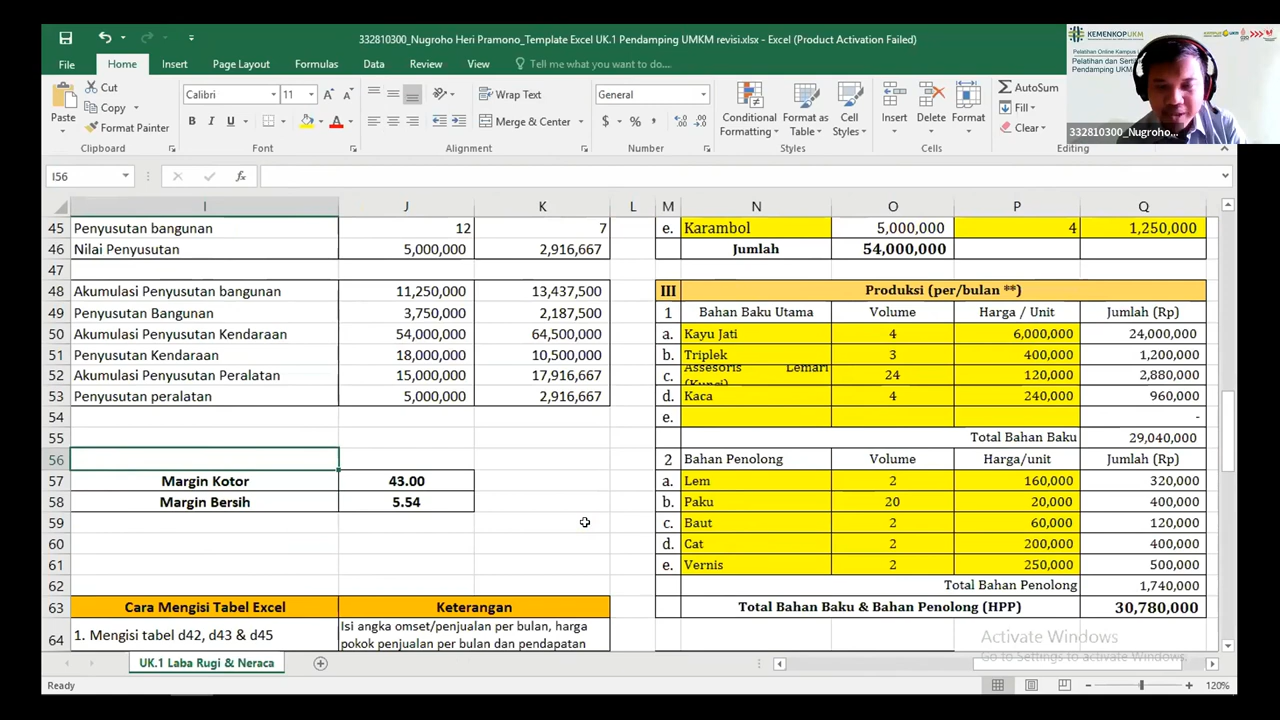 332810300_Nugroho Heri Pramono_Template Excel UK.1 Pendamping UMKM revisi.xlsx - Excel (Product Activation Failed)
KEMENKOPUKM
Pelatihan Online Kampus
Pelatihan dan Serti
Pendamping UKM
332810300_Nugroho...
File Home Insert Page Layout Formulas Data Review View Tell me what you want to do...
Paste
Cut
Copy
Format Painter
Calibri 11
B I U
Wrap Text
Merge & Center
General
$ % ,
Conditional Formatting
Format as Table
Cell Styles
Insert Delete Format
AutoSum
Fill
Clear
Clipboard Font Alignment Number Styles Cells Editing
I56 fx
I J K L M N O P Q
45 Penyusutan bangunan 12 7 e. Karambol 5,000,000 4 1,250,000
46 Nilai Penyusutan 5,000,000 2,916,667 Jumlah 54,000,000
47
48 Akumulasi Penyusutan bangunan 11,250,000 13,437,500 III Produksi (per/bulan **)
49 Penyusutan Bangunan 3,750,000 2,187,500 1 Bahan Baku Utama Volume Harga / Unit Jumlah (Rp)
50 Akumulasi Penyusutan Kendaraan 54,000,000 64,500,000 a. Kayu Jati 4 6,000,000 24,000,000
51 Penyusutan Kendaraan 18,000,000 10,500,000 b. Triplek 3 400,000 1,200,000
52 Akumulasi Penyusutan Peralatan 15,000,000 17,916,667 c. Assesoris Lemari (Kunci) 24 120,000 2,880,000
53 Penyusutan peralatan 5,000,000 2,916,667 d. Kaca 4 240,000 960,000
54 e. -
55 Total Bahan Baku 29,040,000
56 2 Bahan Penolong Volume Harga/unit Jumlah (Rp)
57 Margin Kotor 43.00 a. Lem 2 160,000 320,000
58 Margin Bersih 5.54 b. Paku 20 20,000 400,000
59 c. Baut 2 60,000 120,000
60 d. Cat 2 200,000 400,000
61 e. Vernis 2 250,000 500,000
62 Total Bahan Penolong 1,740,000
63 Cara Mengisi Tabel Excel Keterangan Total Bahan Baku & Bahan Penolong (HPP) 30,780,000
64 1. Mengisi tabel d42, d43 & d45 Isi angka omset/penjualan per bulan, harga
pokok penjualan per bulan dan pendapatan
Activate Windows
Go to Settings to activate Windows.
UK.1 Laba Rugi & Neraca
Ready 120%